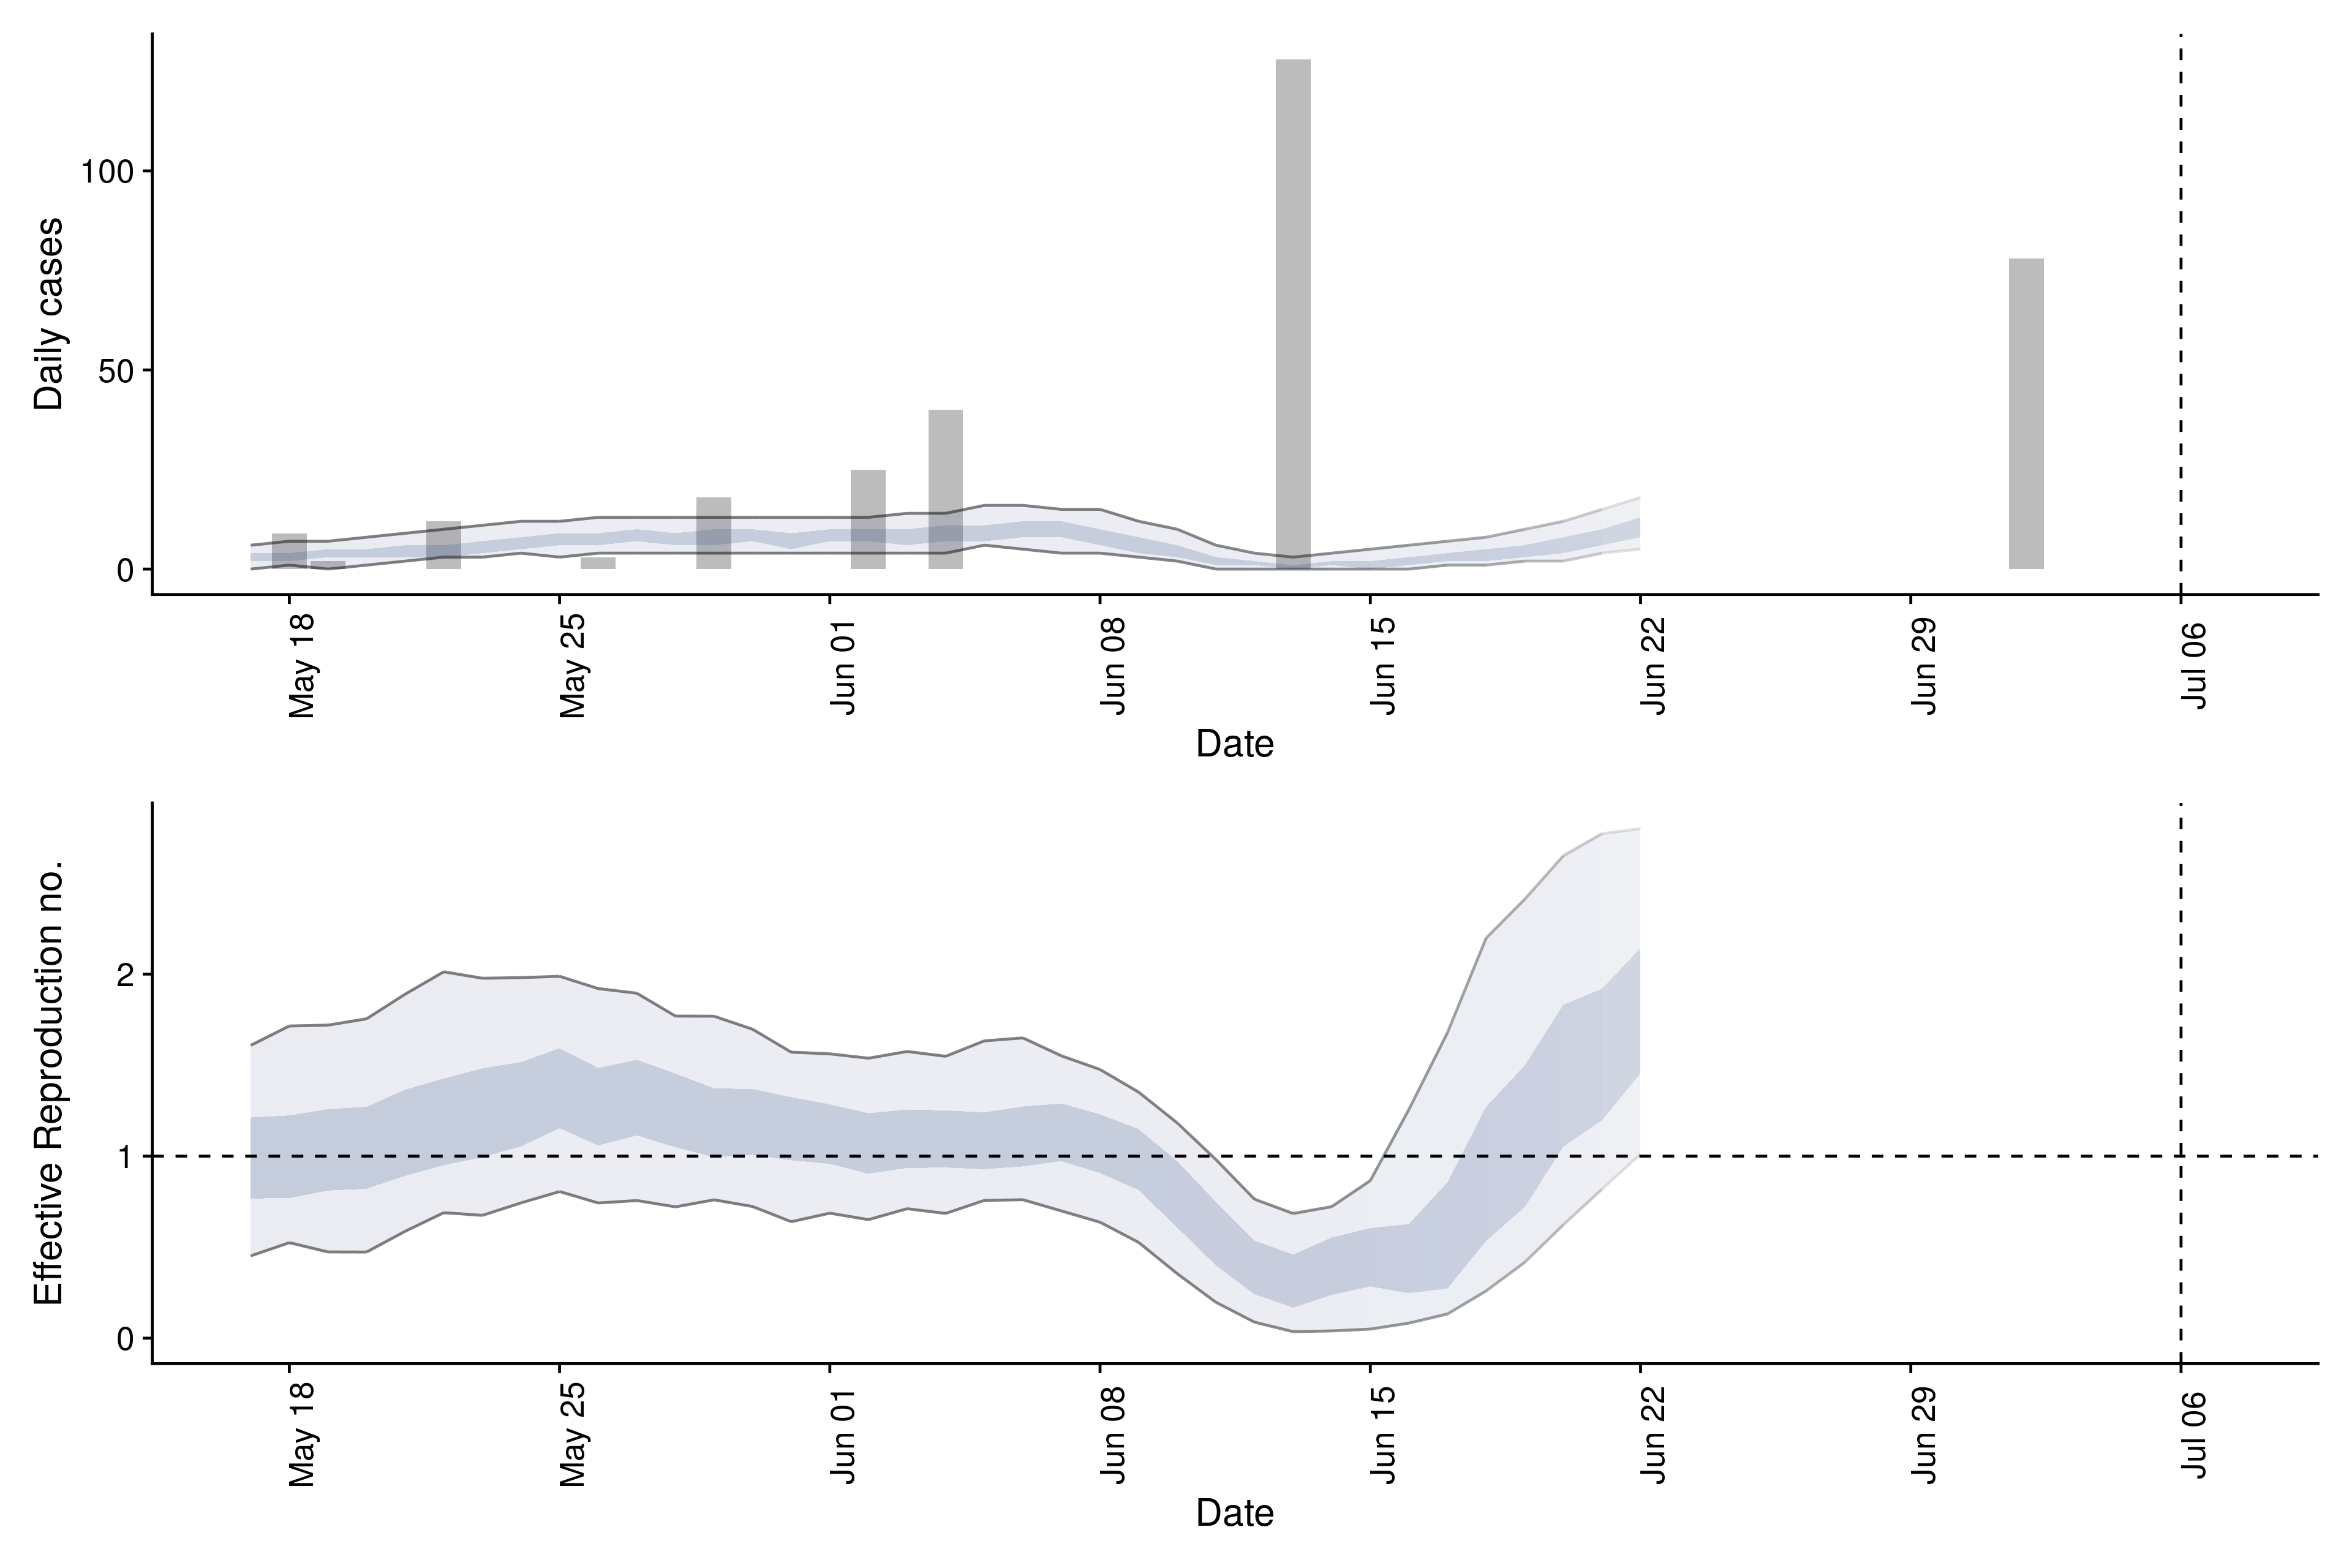 Daily cases
100
50
0
May 18
May 25
Jun 01
Jun 08
Jun 15
Jun 22
Jun 29
Jul 06
Date
Effective Reproduction no.
2
1
0
May 18
May 25
Jun 01
Jun 08
Jun 15
Jun 22
Jun 29
Jul 06
Date